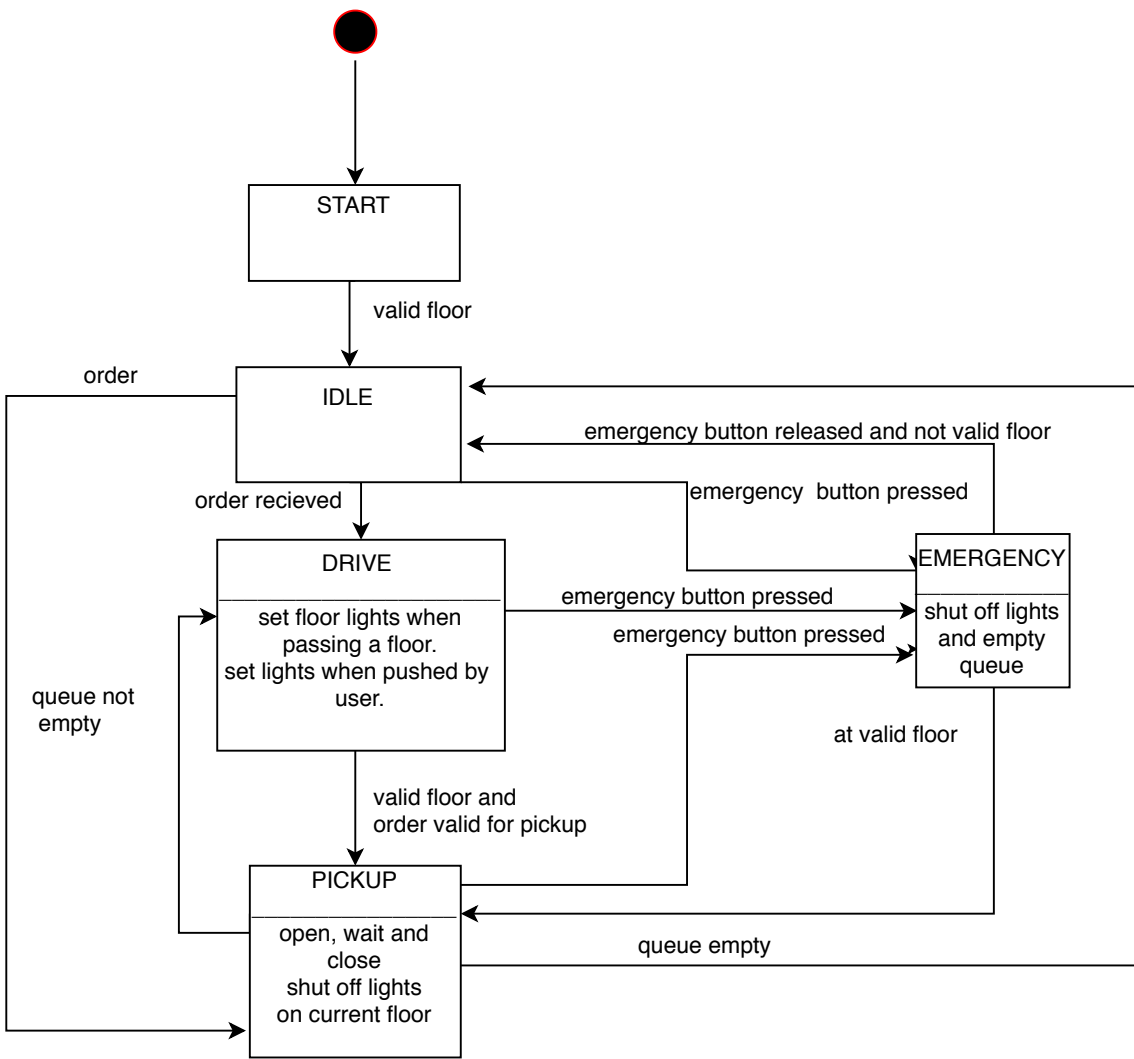 START
valid floor
order
IDLE
emergency button released and not valid floor
emergency  button pressed
order recieved
DRIVE
EMERGENCY
emergency button pressed
set floor lights when
passing a floor.
set lights when pushed by
user.
shut off lights
and empty
queue
emergency button pressed
queue not
empty
at valid floor
valid floor and
order valid for pickup
PICKUP
open, wait and
close
shut off lights
on current floor
queue empty